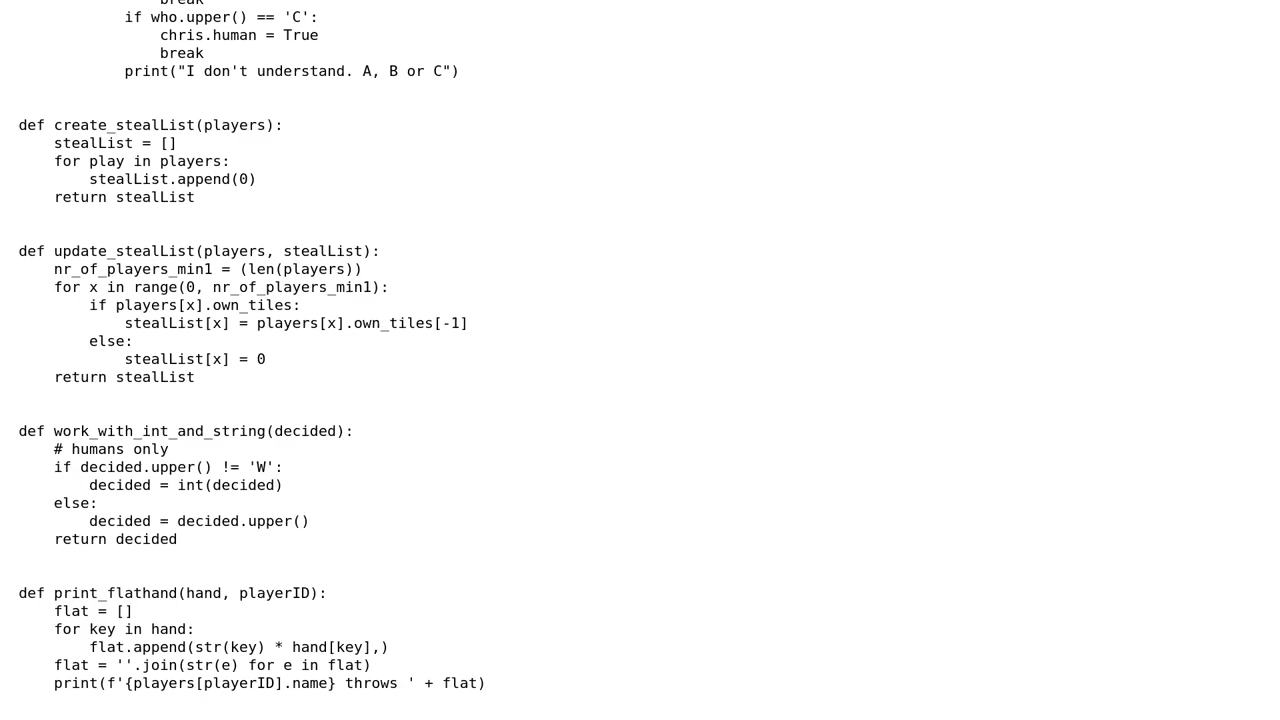 break
if who.upper() == 'C':
chris.human = True
break
print("I don't understand. A, B or C")
def create_stealList(players):
stealList = []
for play in players:
stealList.append(0)
return stealList
def update_stealList(players, stealList):
nr_of_players_min1 = (len(players))
for x in range(0, nr_of_players_min1):
if players[x].own_tiles:
stealList[x] = players[x].own_tiles[-1]
else:
stealList[x] = 0
return stealList
def work_with_int_and_string(decided):
# humans only
if decided.upper() != 'W':
decided = int(decided)
else:
decided = decided.upper()
return decided
def print_flathand(hand, playerID):
flat = []
for key in hand:
flat.append(str(key) * hand[key],)
flat = ''.join(str(e) for e in flat)
print(f'{players[playerID].name} throws ' + flat)